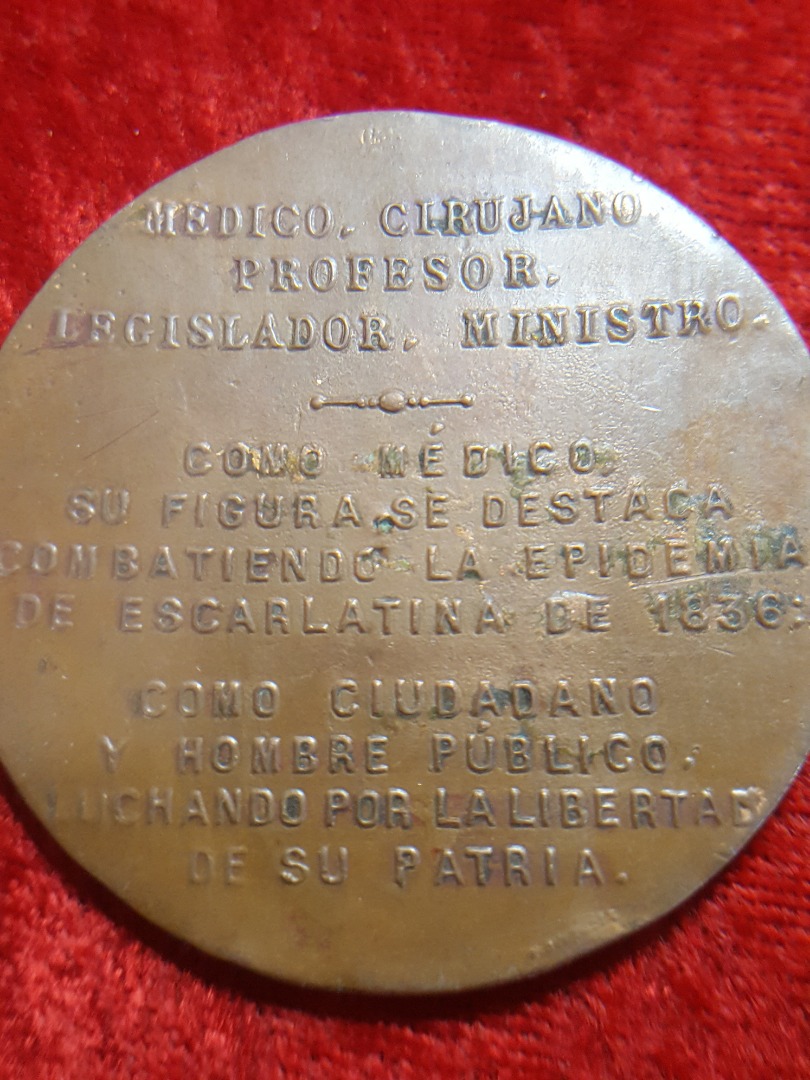 MEDICO. CIRUJANO
PROFESOR.
LEGISLADOR. MINISTRO.
COMO MÉDICO.
SU FIGURA SE DESTACA
COMBATIENDO LA EPIDEMIA
DE ESCARLATINA DE 1836:
COMO CIUDADANO
Y HOMBRE PÚBLICO.
LUCHANDO POR LA LIBERTAD
DE SU PATRIA.